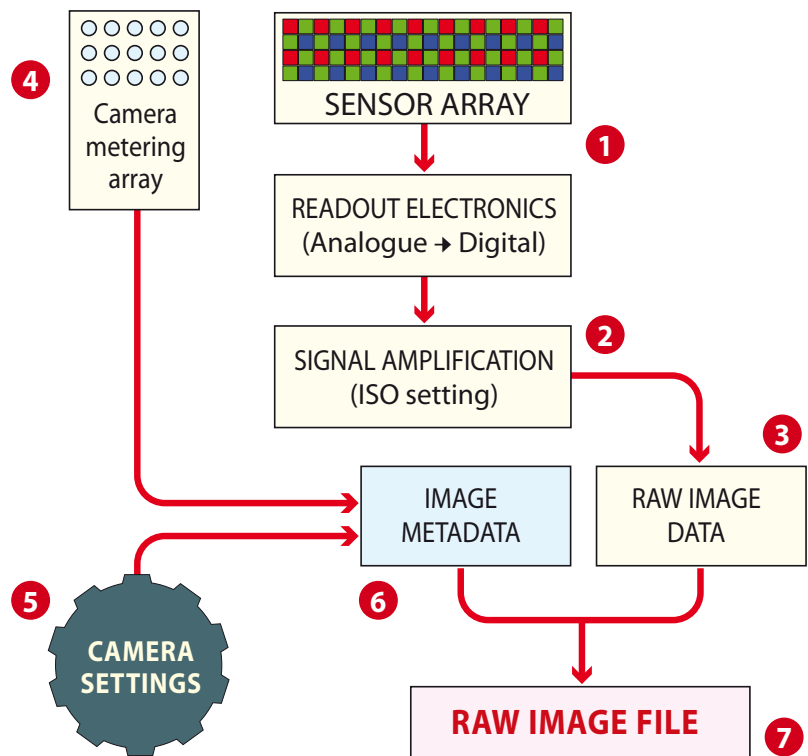 4
Camera
metering
array
SENSOR ARRAY
1
READOUT ELECTRONICS
(Analogue → Digital)
2
SIGNAL AMPLIFICATION
(ISO setting)
3
IMAGE
METADATA
RAW IMAGE
DATA
5
CAMERA
SETTINGS
6
RAW IMAGE FILE
7